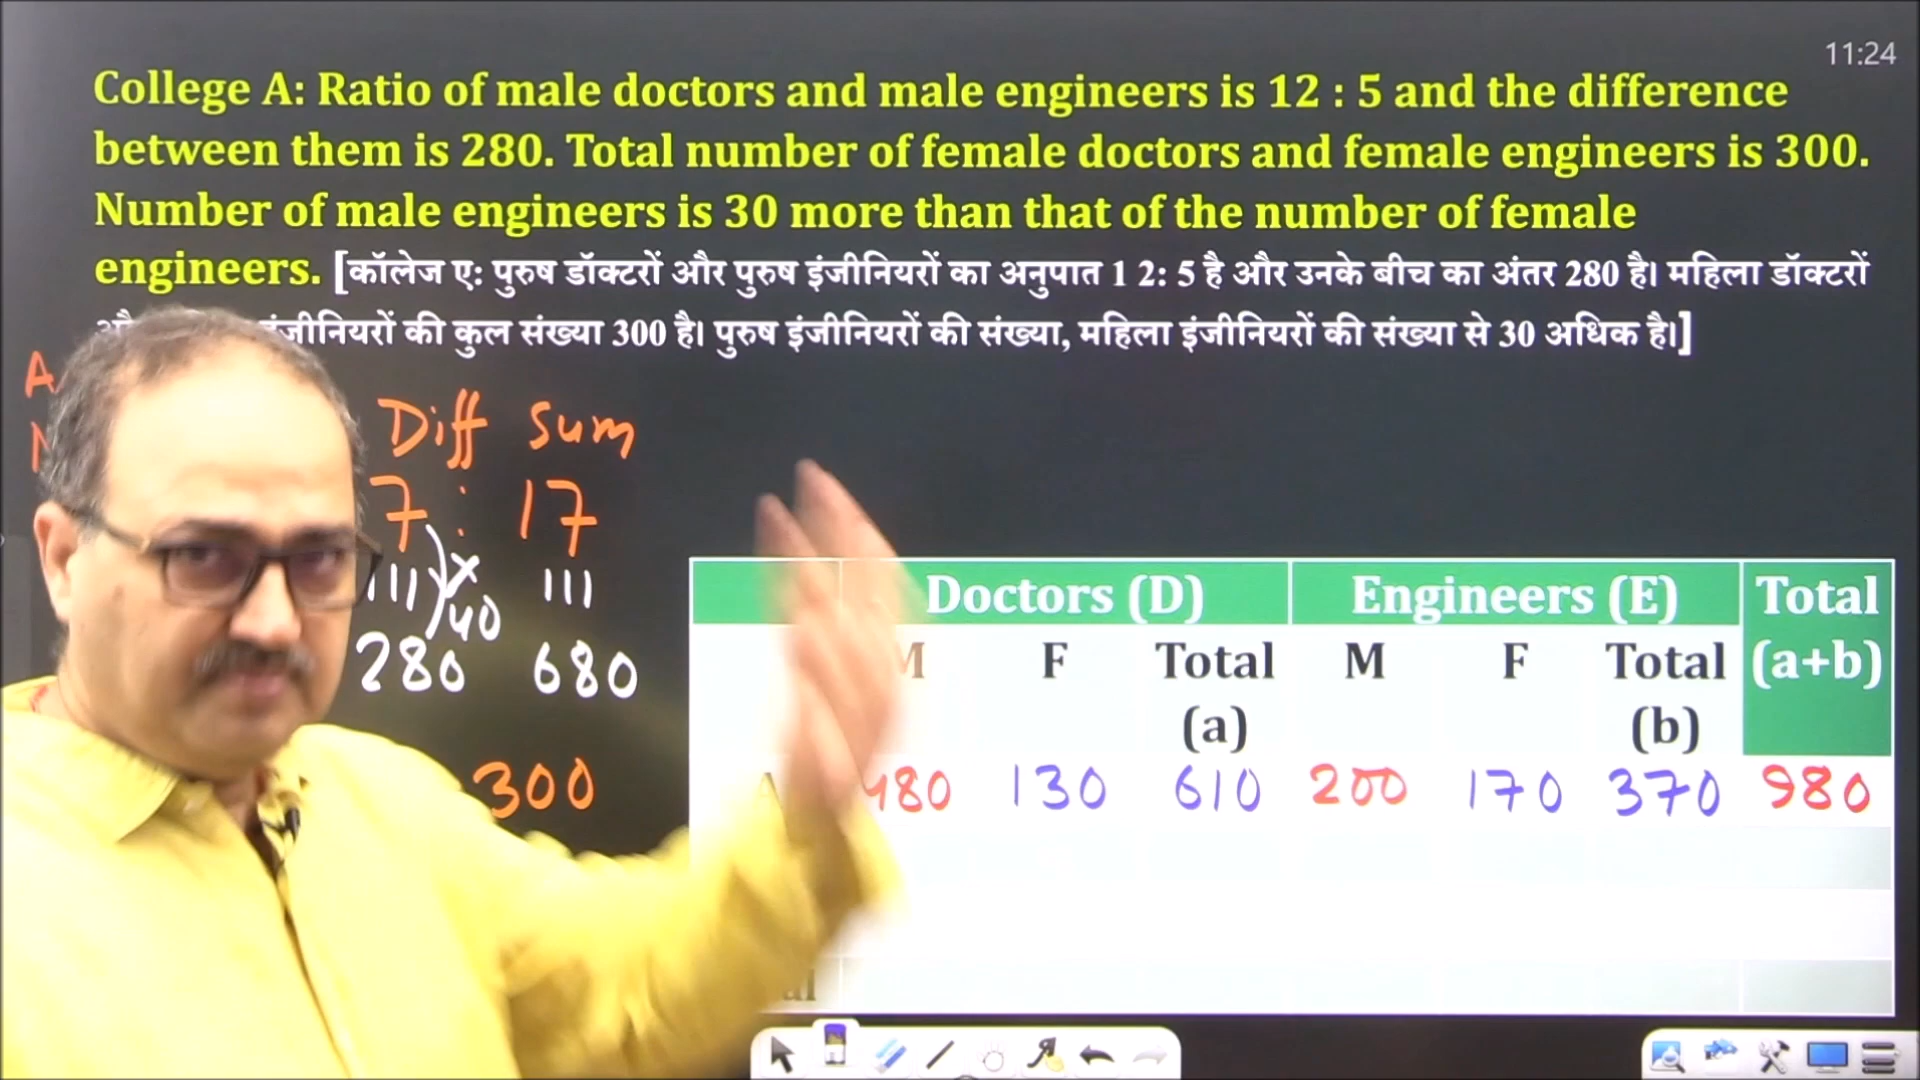 11:24
College A: Ratio of male doctors and male engineers is 12 : 5 and the difference
between them is 280. Total number of female doctors and female engineers is 300.
Number of male engineers is 30 more than that of the number of female
engineers. [कॉलेज ए: पुरुष डॉक्टरों और पुरुष इंजीनियरों का अनुपात 1 2: 5 है और उनके बीच का अंतर 280 है। महिला डॉक्टरों
की कुल संख्या 300 है। पुरुष इंजीनियरों की संख्या, महिला इंजीनियरों की संख्या से 30 अधिक है।]
A
Diff Sum
7 : 17
111 x 111
40
280 680
300
Doctors (D) Engineers (E) Total
M F Total M F Total (a+b)
(a) (b)
A 480 130 610 200 170 370 980